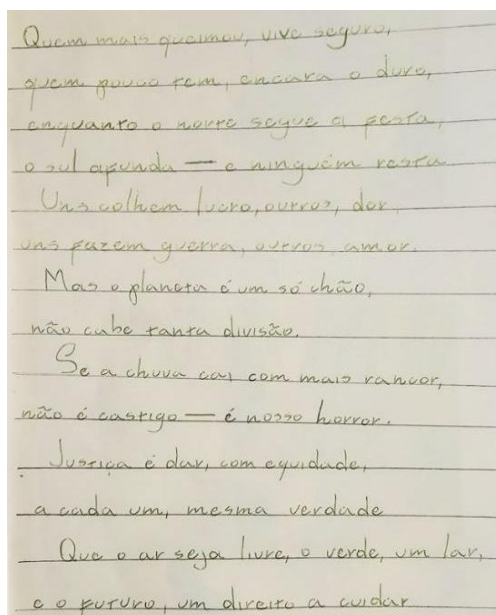 Quem mais queimou, vive seguro,
quem pouco tem, encara o duro,
enquanto o norte segue a festa,
o sul afunda — e ninguém resta
Uns colhem lucro, outros, dor,
uns fazem guerra, outros amor.
Mas o planeta é um só chão,
não cabe tanta divisão.
Se a chuva cai com mais rancor,
não é castigo — é nosso horror.
Justiça é dar, com equidade,
a cada um, mesma verdade
Que o ar seja livre, o verde, um lar,
e o futuro, um direito a cuidar